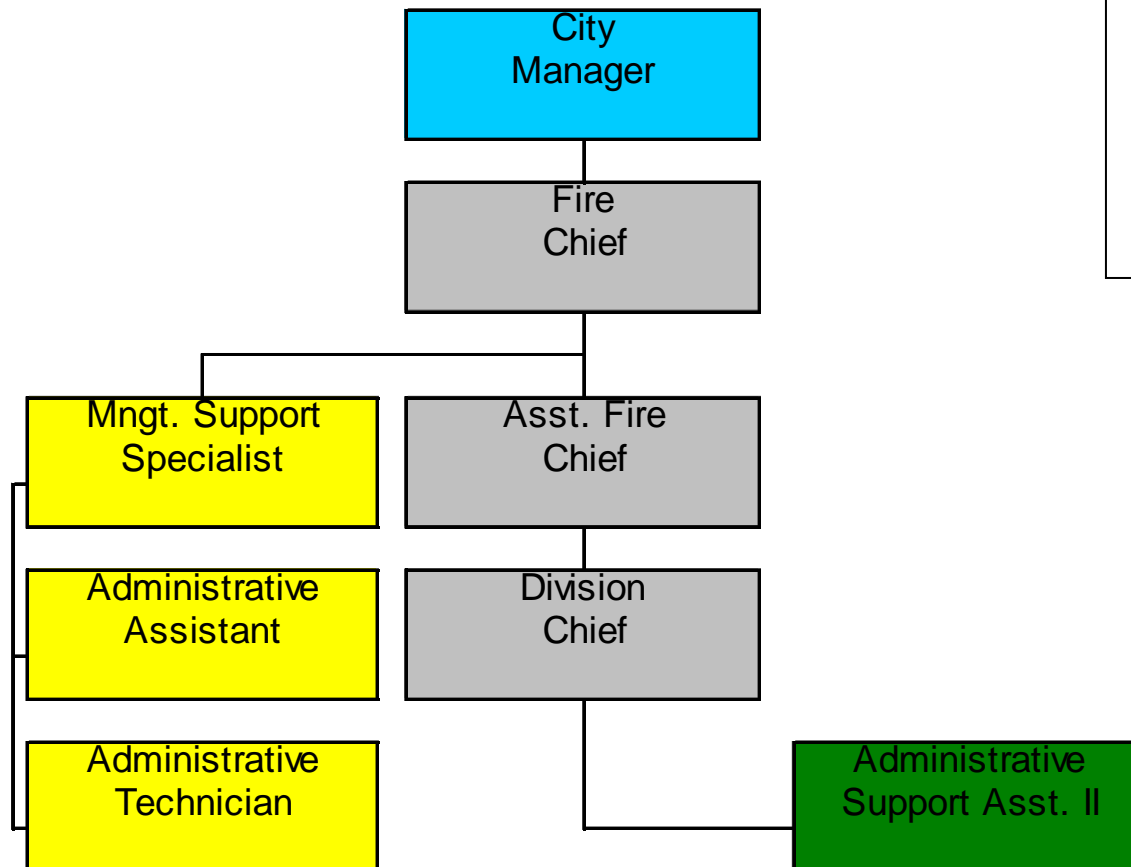 City
Manager
Fire
Chief
Mngt. Support
Specialist
Asst. Fire
Chief
Administrative
Assistant
Division
Chief
Administrative
Technician
Administrative
Support Asst. II